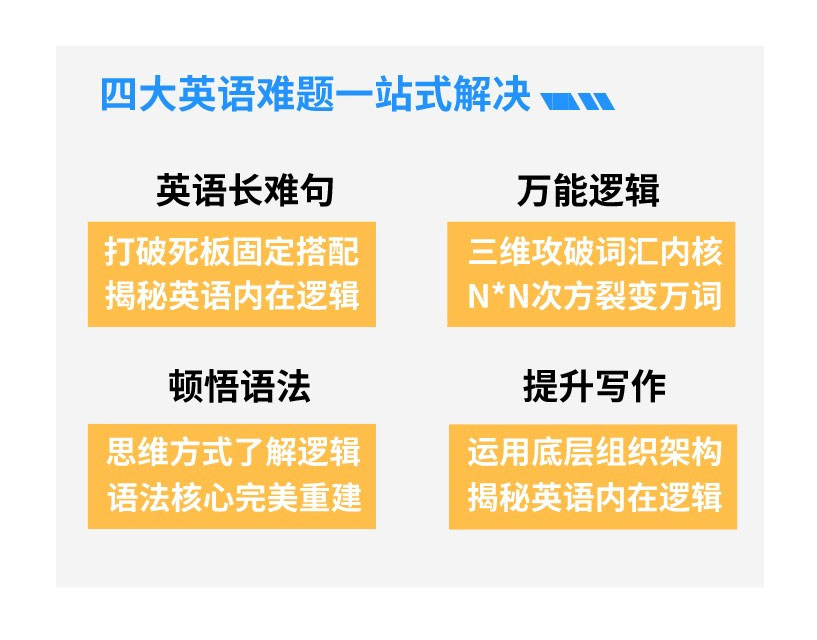 四大英语难题一站式解决
英语长难句
打破死板固定搭配
揭秘英语内在逻辑
万能逻辑
三维攻破词汇内核
N*N次方裂变万词
顿悟语法
思维方式了解逻辑
语法核心完美重建
提升写作
运用底层组织架构
揭秘英语内在逻辑